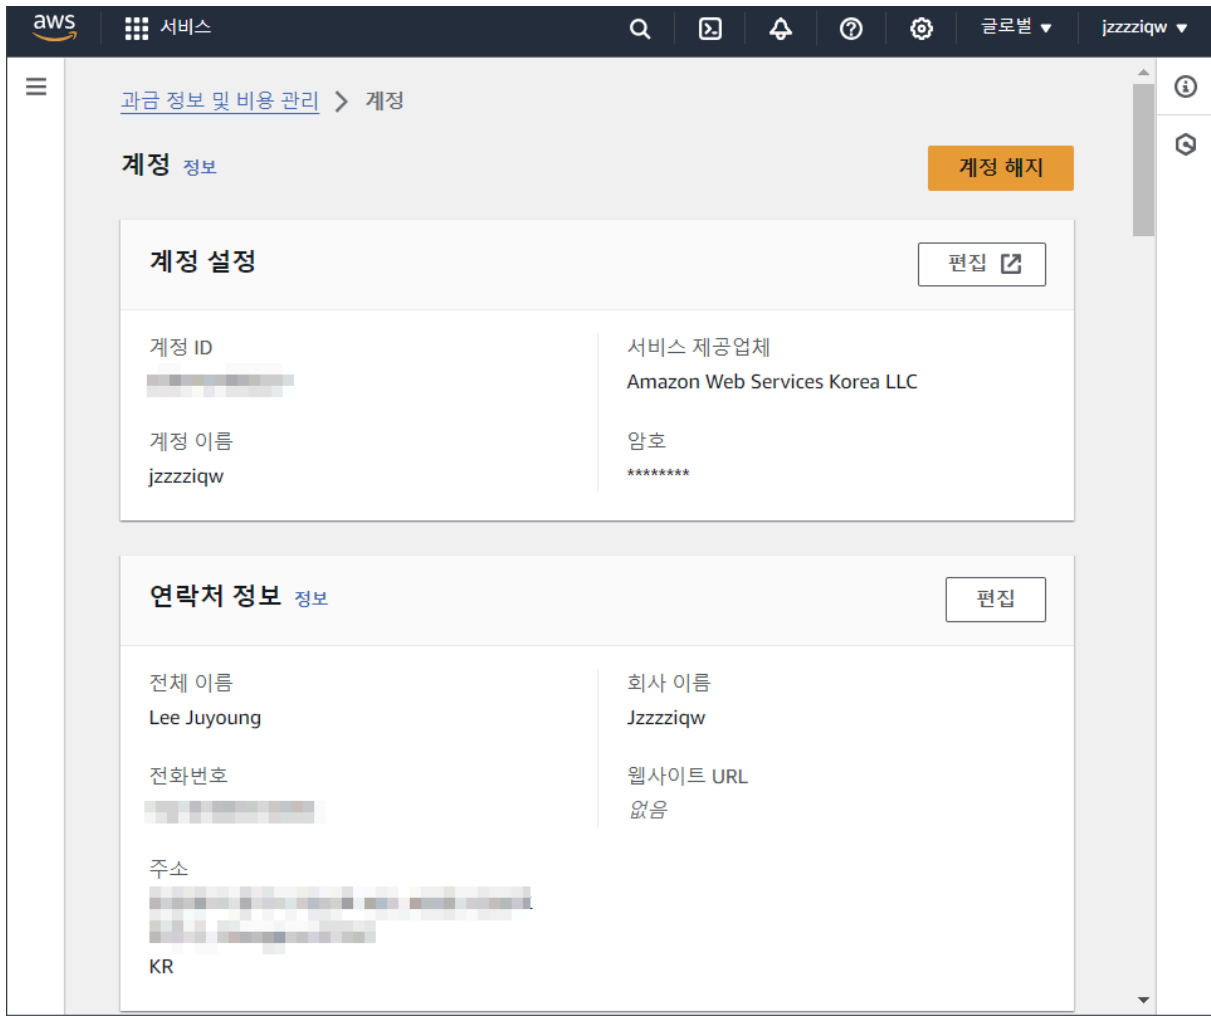 aws
서비스
글로벌 ▼
jzzzziqw ▼
과금 정보 및 비용 관리 > 계정
계정 정보
계정 해지
계정 설정
편집
계정 ID
서비스 제공업체
Amazon Web Services Korea LLC
계정 이름
jzzzziqw
암호
********
연락처 정보 정보
편집
전체 이름
Lee Juyoung
회사 이름
Jzzzziqw
전화번호
웹사이트 URL
없음
주소
KR